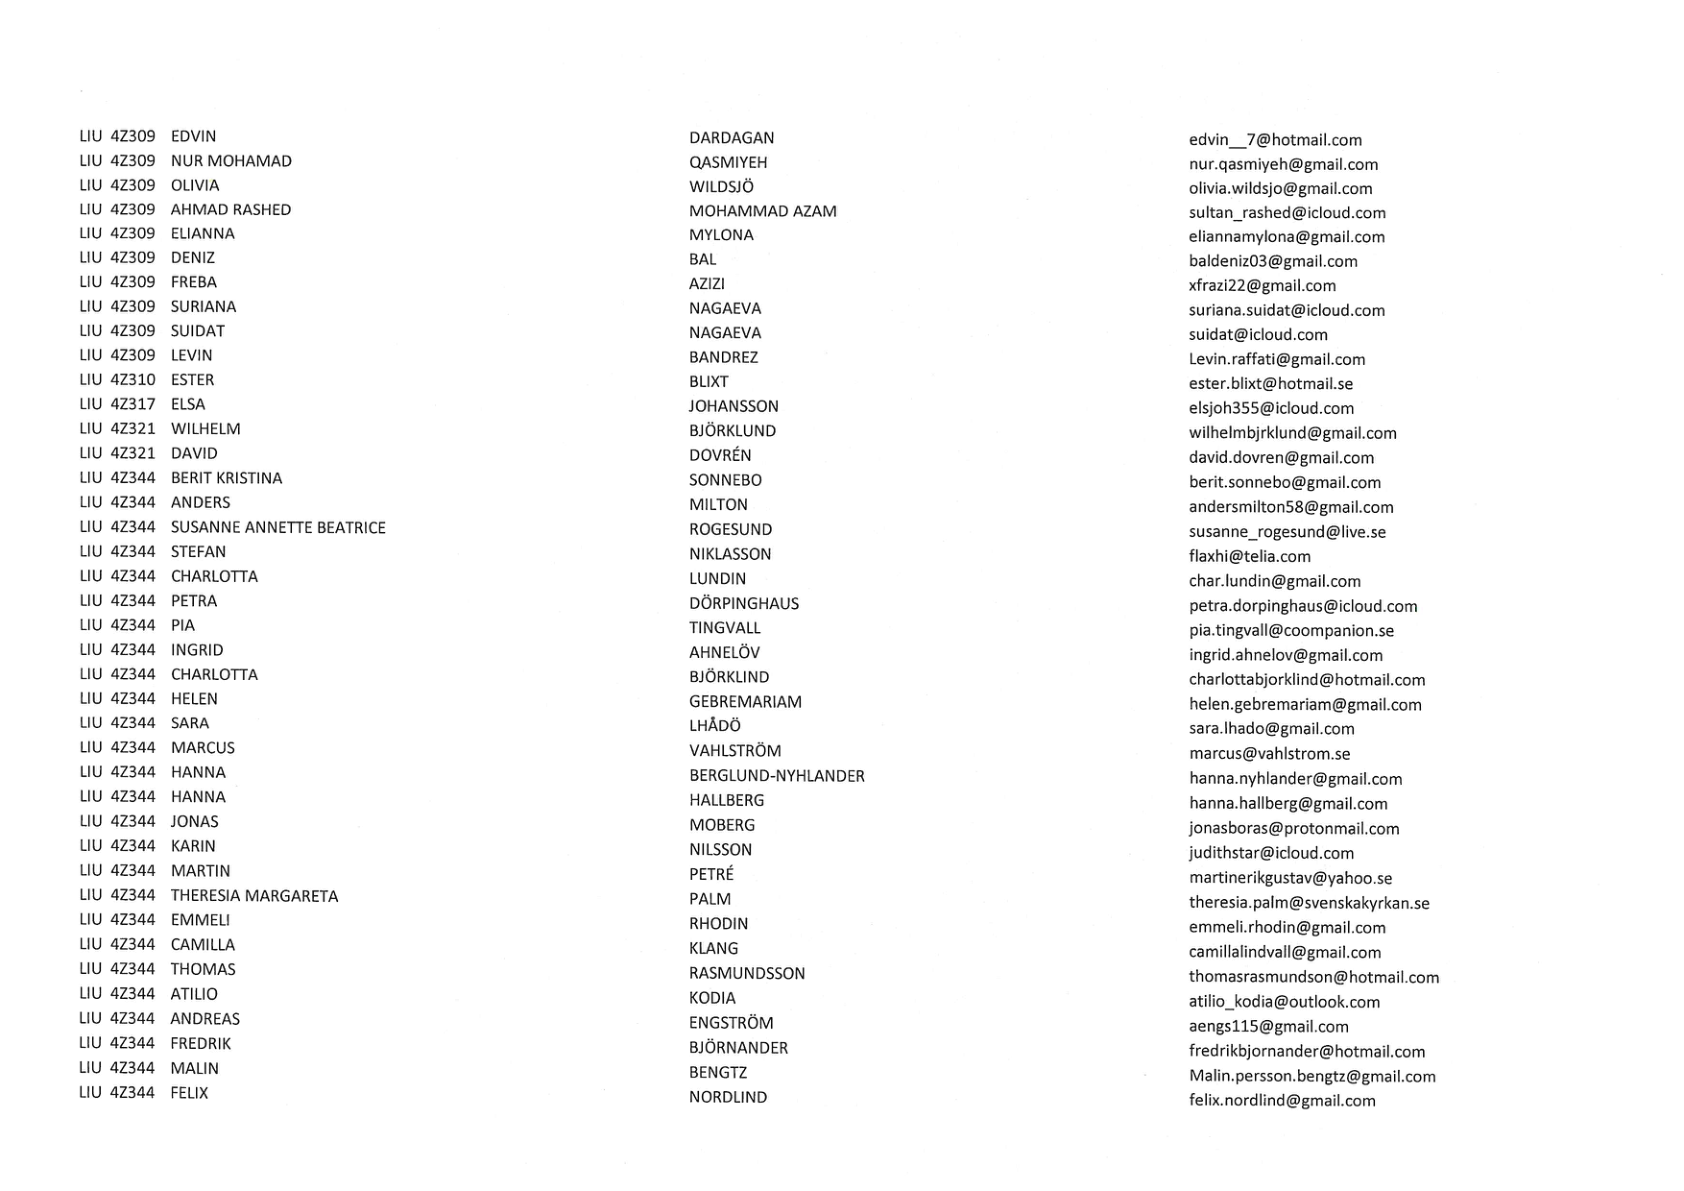 LIU 4Z309 EDVIN DARDAGAN edvin__7@hotmail.com
LIU 4Z309 NUR MOHAMAD QASMIYEH nur.qasmiyeh@gmail.com
LIU 4Z309 OLIVIA WILDSJÖ olivia.wildsjo@gmail.com
LIU 4Z309 AHMAD RASHED MOHAMMAD AZAM sultan_rashed@icloud.com
LIU 4Z309 ELIANNA MYLONA eliannamylona@gmail.com
LIU 4Z309 DENIZ BAL baldeniz03@gmail.com
LIU 4Z309 FREBA AZIZI xfrazi22@gmail.com
LIU 4Z309 SURIANA NAGAEVA suriana.suidat@icloud.com
LIU 4Z309 SUIDAT NAGAEVA suidat@icloud.com
LIU 4Z309 LEVIN BANDREZ Levin.raffati@gmail.com
LIU 4Z310 ESTER BLIXT ester.blixt@hotmail.se
LIU 4Z317 ELSA JOHANSSON elsjoh355@icloud.com
LIU 4Z321 WILHELM BJÖRKLUND wilhelmbjrklund@gmail.com
LIU 4Z321 DAVID DOVRÉN david.dovren@gmail.com
LIU 4Z344 BERIT KRISTINA SONNEBO berit.sonnebo@gmail.com
LIU 4Z344 ANDERS MILTON andersmilton58@gmail.com
LIU 4Z344 SUSANNE ANNETTE BEATRICE ROGESUND susanne_rogesund@live.se
LIU 4Z344 STEFAN NIKLASSON flaxhi@telia.com
LIU 4Z344 CHARLOTTA LUNDIN char.lundin@gmail.com
LIU 4Z344 PETRA DÖRPINGHAUS petra.dorpinghaus@icloud.com
LIU 4Z344 PIA TINGVALL pia.tingvall@coompanion.se
LIU 4Z344 INGRID AHNELÖV ingrid.ahnelov@gmail.com
LIU 4Z344 CHARLOTTA BJÖRKLIND charlottabjorklind@hotmail.com
LIU 4Z344 HELEN GEBREMARIAM helen.gebremariam@gmail.com
LIU 4Z344 SARA LHÅDÖ sara.lhado@gmail.com
LIU 4Z344 MARCUS VAHLSTRÖM marcus@vahlstrom.se
LIU 4Z344 HANNA BERGLUND-NYHLANDER hanna.nyhlander@gmail.com
LIU 4Z344 HANNA HALLBERG hanna.hallberg@gmail.com
LIU 4Z344 JONAS MOBERG jonasboras@protonmail.com
LIU 4Z344 KARIN NILSSON judithstar@icloud.com
LIU 4Z344 MARTIN PETRÉ martinerikgustav@yahoo.se
LIU 4Z344 THERESIA MARGARETA PALM theresia.palm@svenskakyrkan.se
LIU 4Z344 EMMELI RHODIN emmeli.rhodin@gmail.com
LIU 4Z344 CAMILLA KLANG camillalindvall@gmail.com
LIU 4Z344 THOMAS RASMUNDSSON thomasrasmundson@hotmail.com
LIU 4Z344 ATILIO KODIA atilio_kodia@outlook.com
LIU 4Z344 ANDREAS ENGSTRÖM aengs115@gmail.com
LIU 4Z344 FREDRIK BJÖRNANDER fredrikbjornander@hotmail.com
LIU 4Z344 MALIN BENGTZ Malin.persson.bengtz@gmail.com
LIU 4Z344 FELIX NORDLIND felix.nordlind@gmail.com